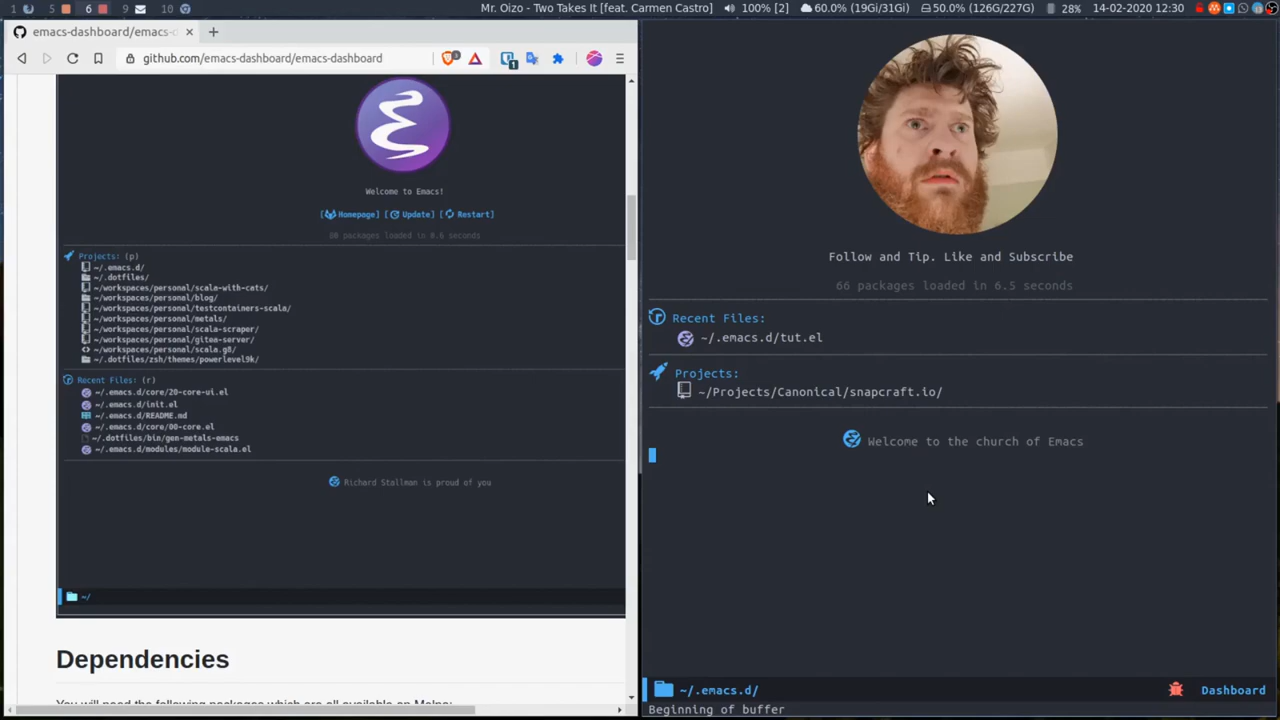 1 5 6 9 10
Mr. Oizo - Two Takes It [feat. Carmen Castro]
100% [2]
60.0% (19Gi/31Gi)
50.0% (126G/227G)
28%
14-02-2020 12:30
emacs-dashboard/emacs-d
github.com/emacs-dashboard/emacs-dashboard
Welcome to Emacs!
[Homepage] [Update] [Restart]
Projects: (p)
~/.emacs.d/
~/.dotfiles/
~/workspaces/personal/scala-with-cats/
~/workspaces/personal/blog/
~/workspaces/personal/testcontainers-scala/
~/workspaces/personal/metals/
~/workspaces/personal/scala-scraper/
~/workspaces/personal/gitea-server/
~/workspaces/personal/scala.g8/
~/.dotfiles/zsh/themes/powerlevel9k/
Recent Files: (r)
~/.emacs.d/core/20-core-ui.el
~/.emacs.d/init.el
~/.emacs.d/README.md
~/.emacs.d/core/00-core.el
~/.dotfiles/bin/gen-metals-emacs
~/.emacs.d/modules/module-scala.el
Richard Stallman is proud of you
~/
Dependencies
Follow and Tip. Like and Subscribe
66 packages loaded in 6.5 seconds
Recent Files:
~/.emacs.d/tut.el
Projects:
~/Projects/Canonical/snapcraft.io/
Welcome to the church of Emacs
~/.emacs.d/
Dashboard
Beginning of buffer